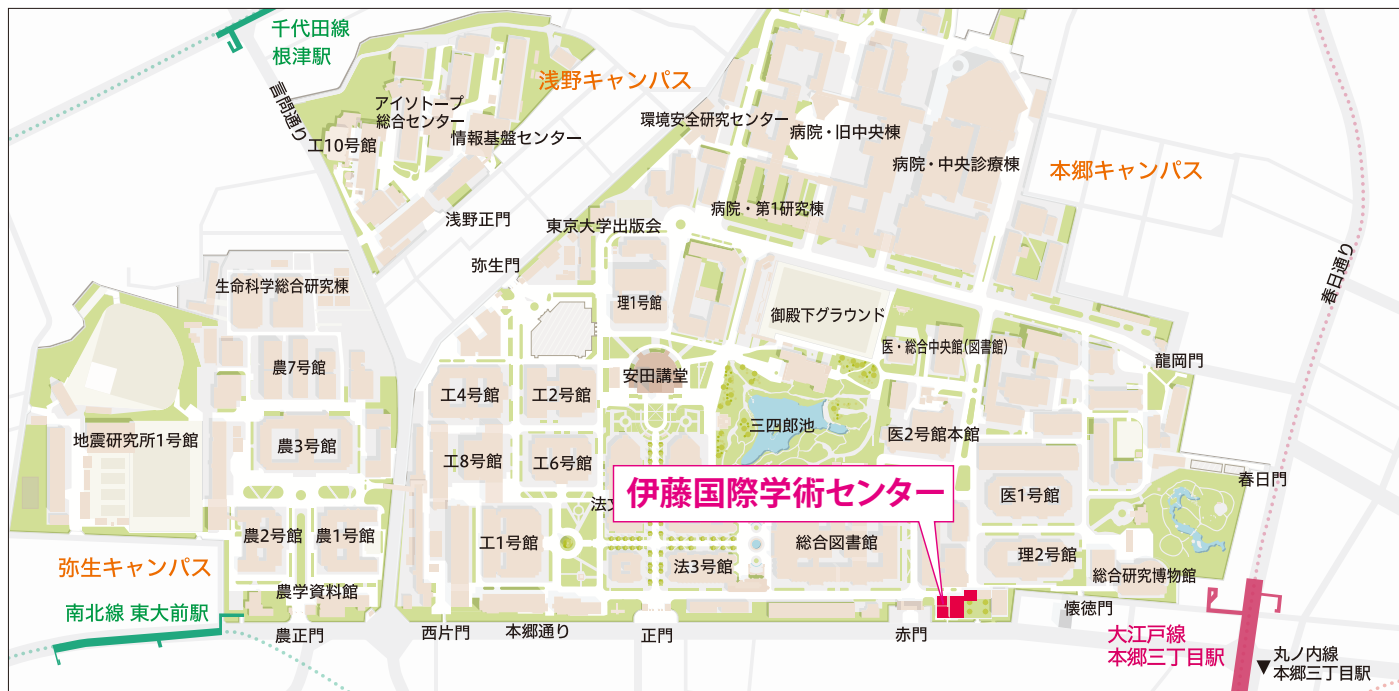 千代田線
根津駅
言問通り
浅野キャンパス
アイソトープ
総合センター
情報基盤センター
工10号館
環境安全研究センター
病院・旧中央棟
病院・中央診療棟
本郷キャンパス
病院・第1研究棟
浅野正門
東京大学出版会
弥生門
春日通り
生命科学総合研究棟
理1号館
御殿下グラウンド
医・総合中央館(図書館)
龍岡門
農7号館
安田講堂
工4号館
工2号館
三四郎池
医2号館本館
地震研究所1号館
農3号館
工8号館
工6号館
春日門
伊藤国際学術センター
医1号館
法文
農2号館
農1号館
工1号館
総合図書館
理2号館
法3号館
弥生キャンパス
総合研究博物館
農学資料館
南北線 東大前駅
懐徳門
農正門
西片門
本郷通り
正門
赤門
大江戸線
本郷三丁目駅
▼丸ノ内線
本郷三丁目駅